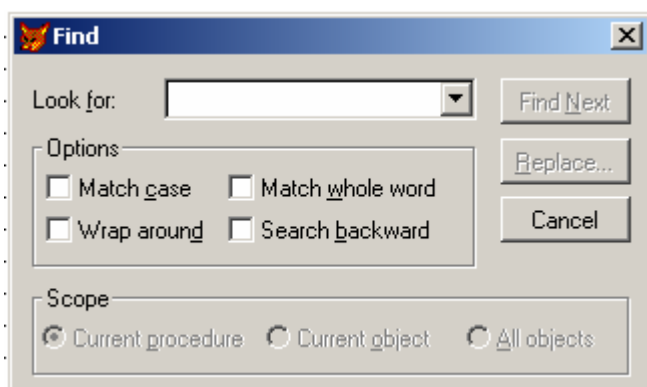 Find
Look for:
Find Next
Options
Replace...
Match case
Match whole word
Cancel
Wrap around
Search backward
Scope
Current procedure
Current object
All objects